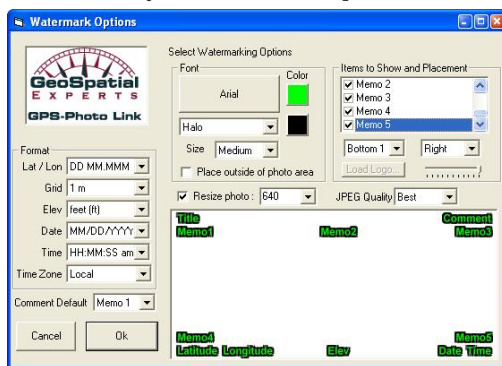 Watermark Options
GeoSpatial
EXPERTS
GPS-Photo Link
Select Watermarking Options
Font
Color
Arial
Halo
Size Medium
Place outside of photo area
Items to Show and Placement
Memo 2
Memo 3
Memo 4
Memo 5
Bottom 1 Right
Load Logo...
Format
Lat / Lon DD MM.MMM
Grid 1 m
Elev feet (ft)
Date MM/DD/YYYY
Time HH:MM:SS am
Time Zone Local
Comment Default Memo 1
Cancel Ok
Resize photo : 640 JPEG Quality Best
Title Comment
Memo1 Memo2 Memo3
Memo4 Memo5
Latitude Longitude Elev Date Time